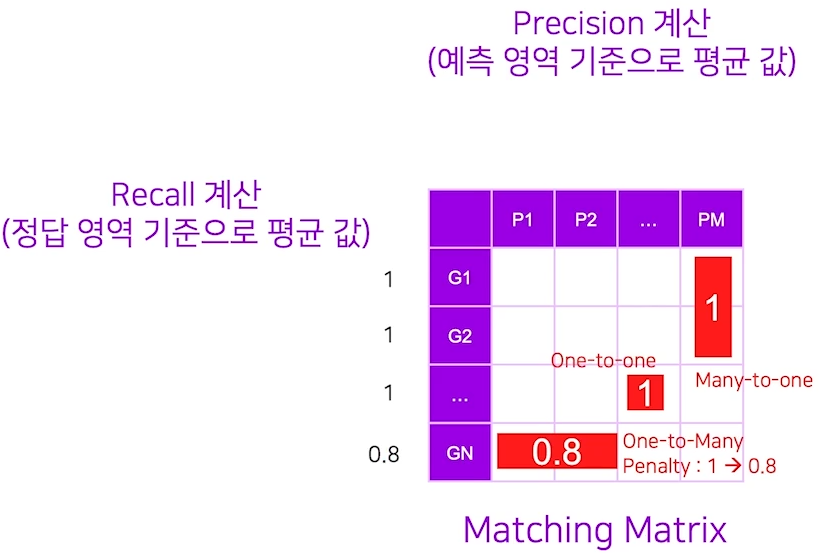 Precision 계산
(예측 영역 기준으로 평균 값)
Recall 계산
(정답 영역 기준으로 평균 값)
P1 P2 ... PM
1 G1
1
1 G2
One-to-one
Many-to-one
1 ... 1
0.8 GN 0.8
One-to-Many
Penalty : 1 → 0.8
Matching Matrix